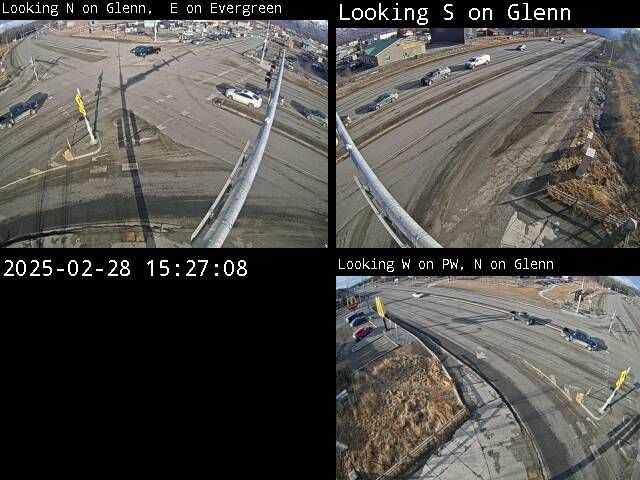 Looking N on Glenn,  E on Evergreen
Looking S on Glenn
2025-02-28 15:27:08
Looking W on PW, N on Glenn